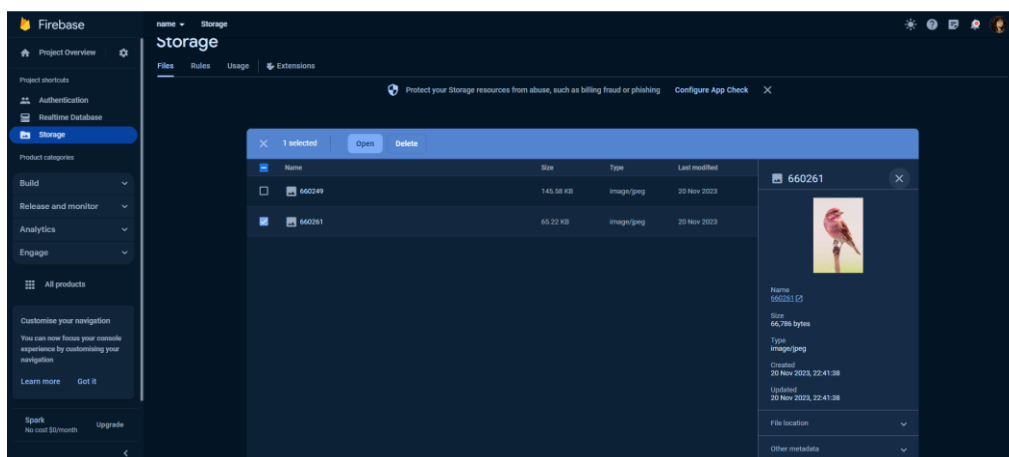 Firebase
Project Overview
Project shortcuts
Authentication
Realtime Database
Storage
Product categories
Build
Release and monitor
Analytics
Engage
All products
Customise your navigation
You can now focus your console
experience by customising your
navigation
Learn more Got it
Spark
No cost $0/month
Upgrade
name Storage
Storage
Files Rules Usage Extensions
Protect your Storage resources from abuse, such as billing fraud or phishing Configure App Check
1 selected Open Delete
Name Size Type Last modified
660249 145.58 KB image/jpeg 20 Nov 2023
660261 65.22 KB image/jpeg 20 Nov 2023
660261
Name
660261
Size
66,786 bytes
Type
image/jpeg
Created
20 Nov 2023, 22:41:38
Updated
20 Nov 2023, 22:41:38
File location
Other metadata